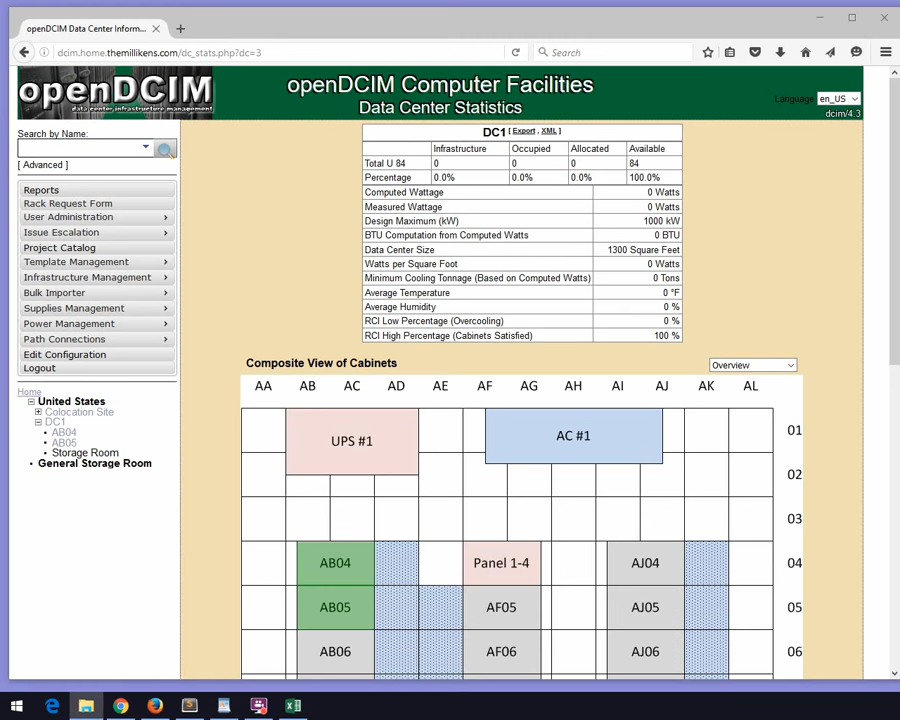 openDCIM Data Center Inform...
dcim.home.themillikens.com/dc_stats.php?dc=3
Search
openDCIM
data center infrastructure management
openDCIM Computer Facilities
Data Center Statistics
Language en_US
dcim/4.3
Search by Name:
[ Advanced ]
Reports
Rack Request Form
User Administration
Issue Escalation
Project Catalog
Template Management
Infrastructure Management
Bulk Importer
Supplies Management
Power Management
Path Connections
Edit Configuration
Logout
Home
United States
Colocation Site
DC1
AB04
AB05
Storage Room
General Storage Room
DC1 [ Export , XML ]
Infrastructure Occupied Allocated Available
Total U 84 0 0 0 84
Percentage 0.0% 0.0% 0.0% 100.0%
Computed Wattage 0 Watts
Measured Wattage 0 Watts
Design Maximum (kW) 1000 kW
BTU Computation from Computed Watts 0 BTU
Data Center Size 1300 Square Feet
Watts per Square Foot 0 Watts
Minimum Cooling Tonnage (Based on Computed Watts) 0 Tons
Average Temperature 0 °F
Average Humidity 0 %
RCI Low Percentage (Overcooling) 0 %
RCI High Percentage (Cabinets Satisfied) 100 %
Composite View of Cabinets
Overview
AA AB AC AD AE AF AG AH AI AJ AK AL
UPS #1 AC #1 01
02
03
AB04 Panel 1-4 AJ04 04
AB05 AF05 AJ05 05
AB06 AF06 AJ06 06